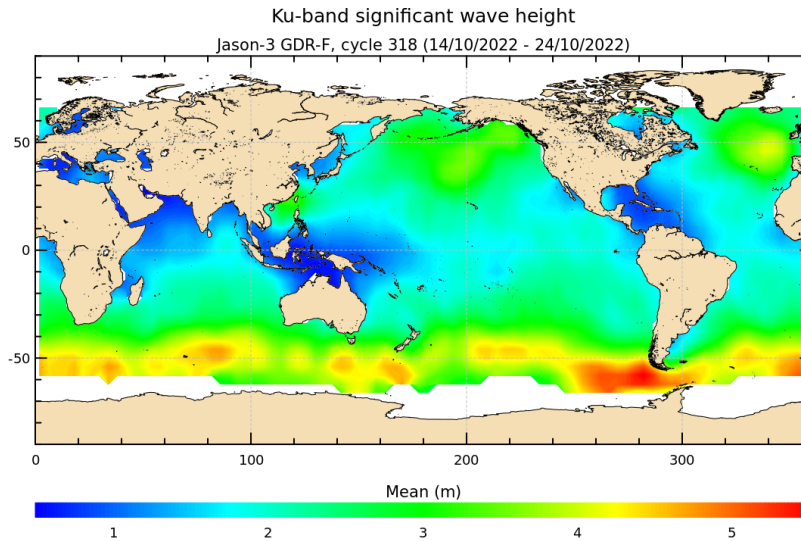 Ku-band significant wave height
Jason-3 GDR-F, cycle 318 (14/10/2022 - 24/10/2022)
50
0
-50
0 100 200 300
Mean (m)
1 2 3 4 5